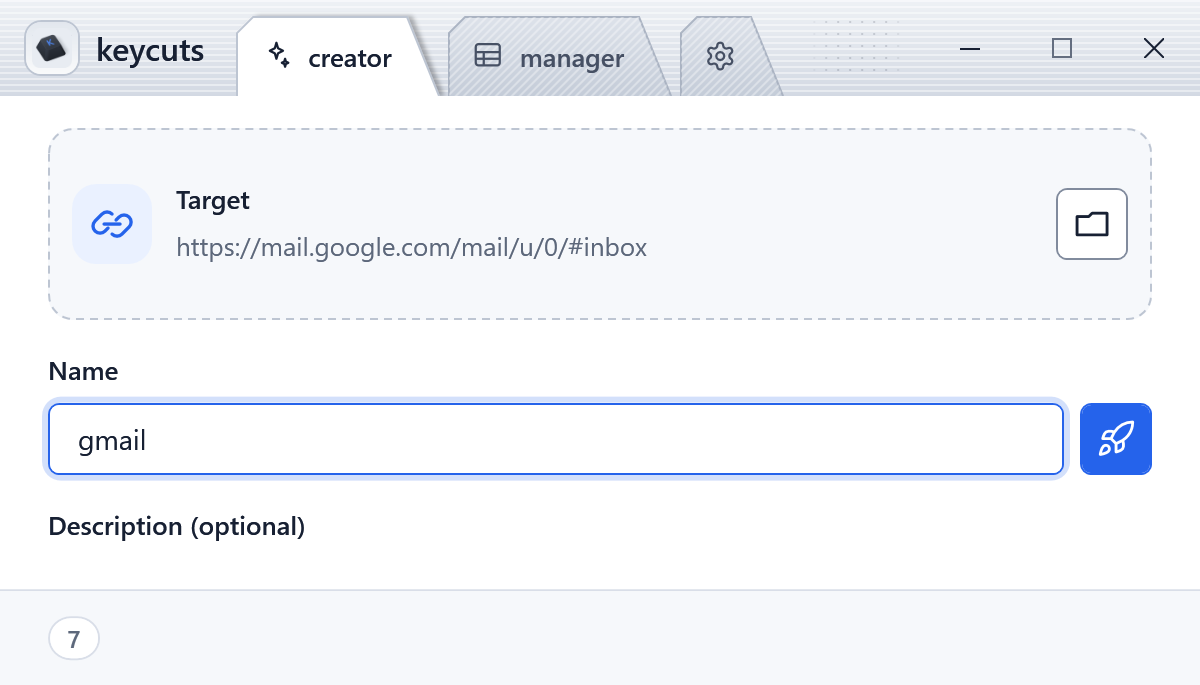 keycuts
creator
manager
Target
https://mail.google.com/mail/u/0/#inbox
Name
gmail
Description (optional)
7